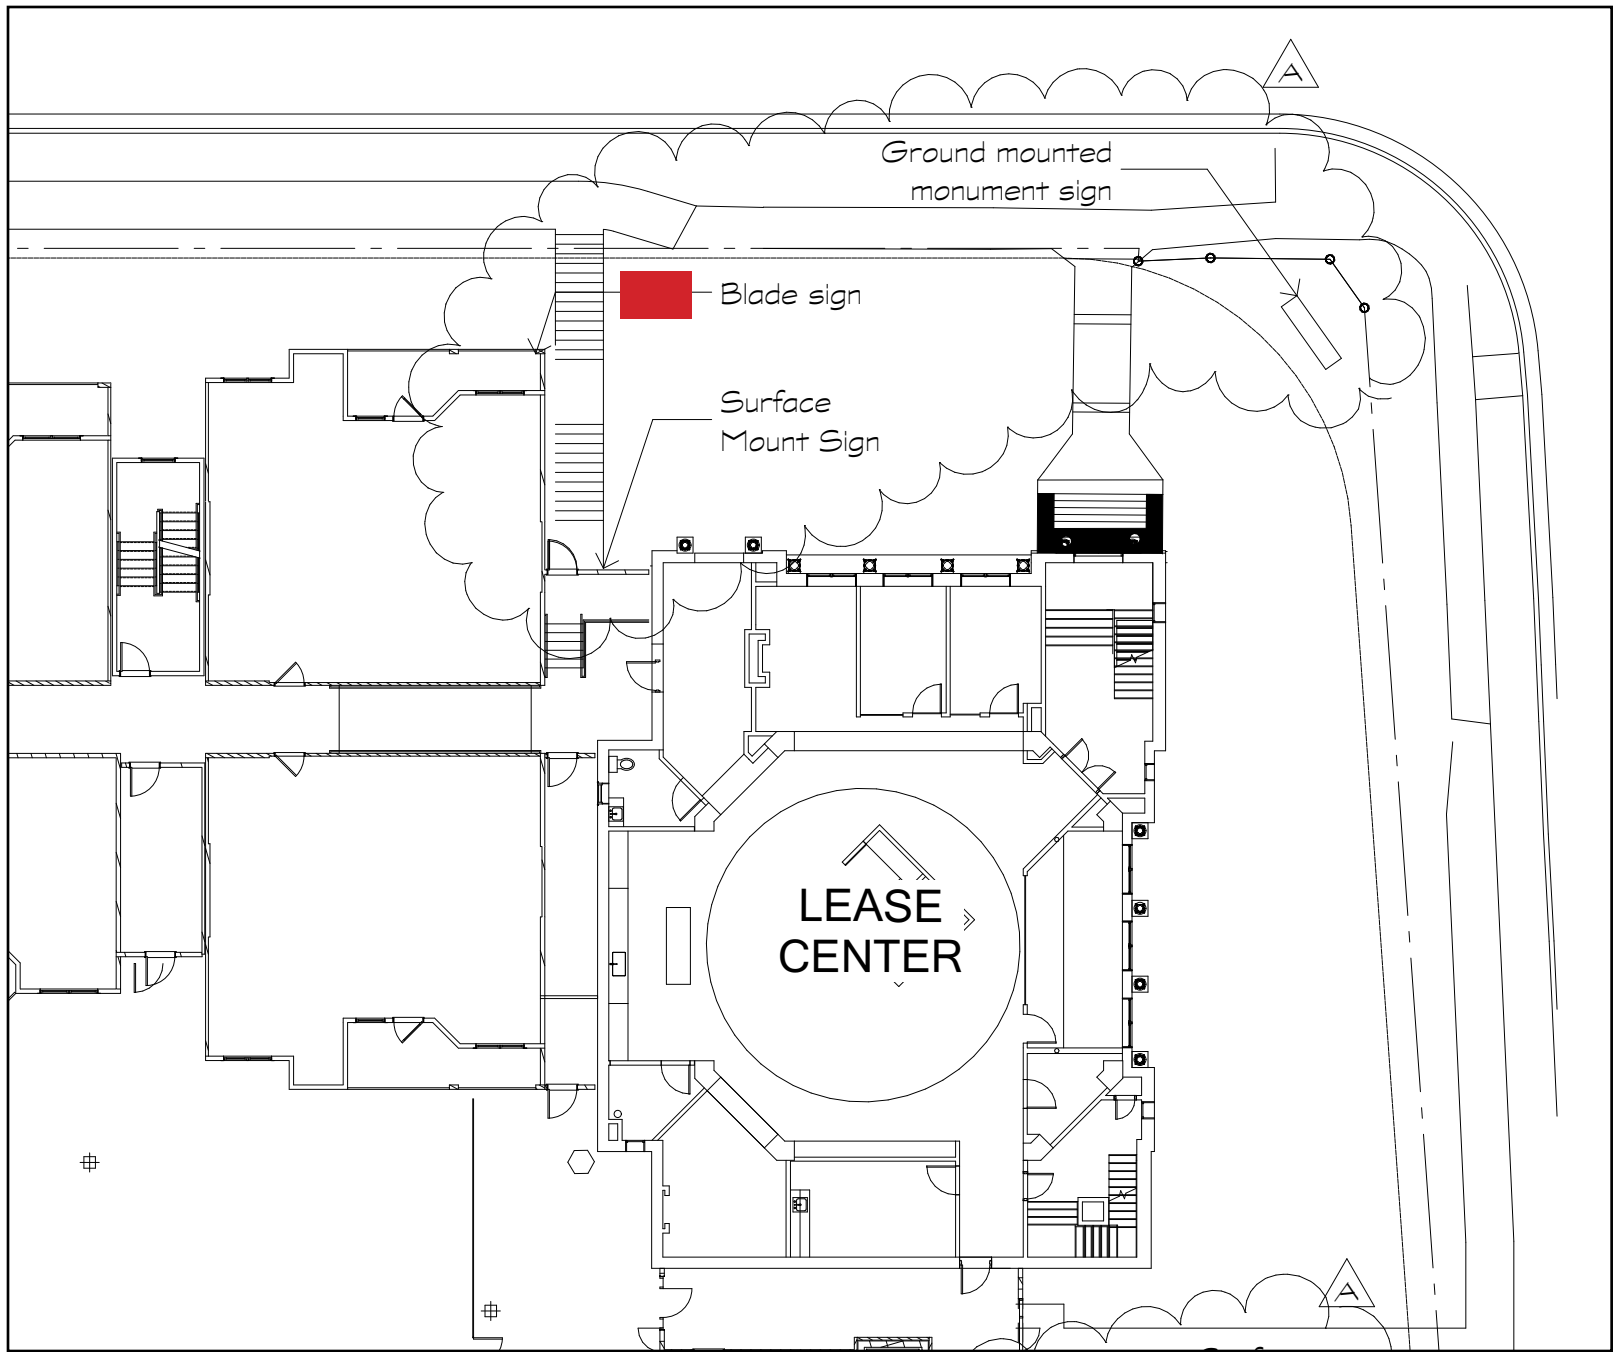 A
Ground mounted
monument sign
Blade sign
Surface
Mount Sign
LEASE
CENTER
A